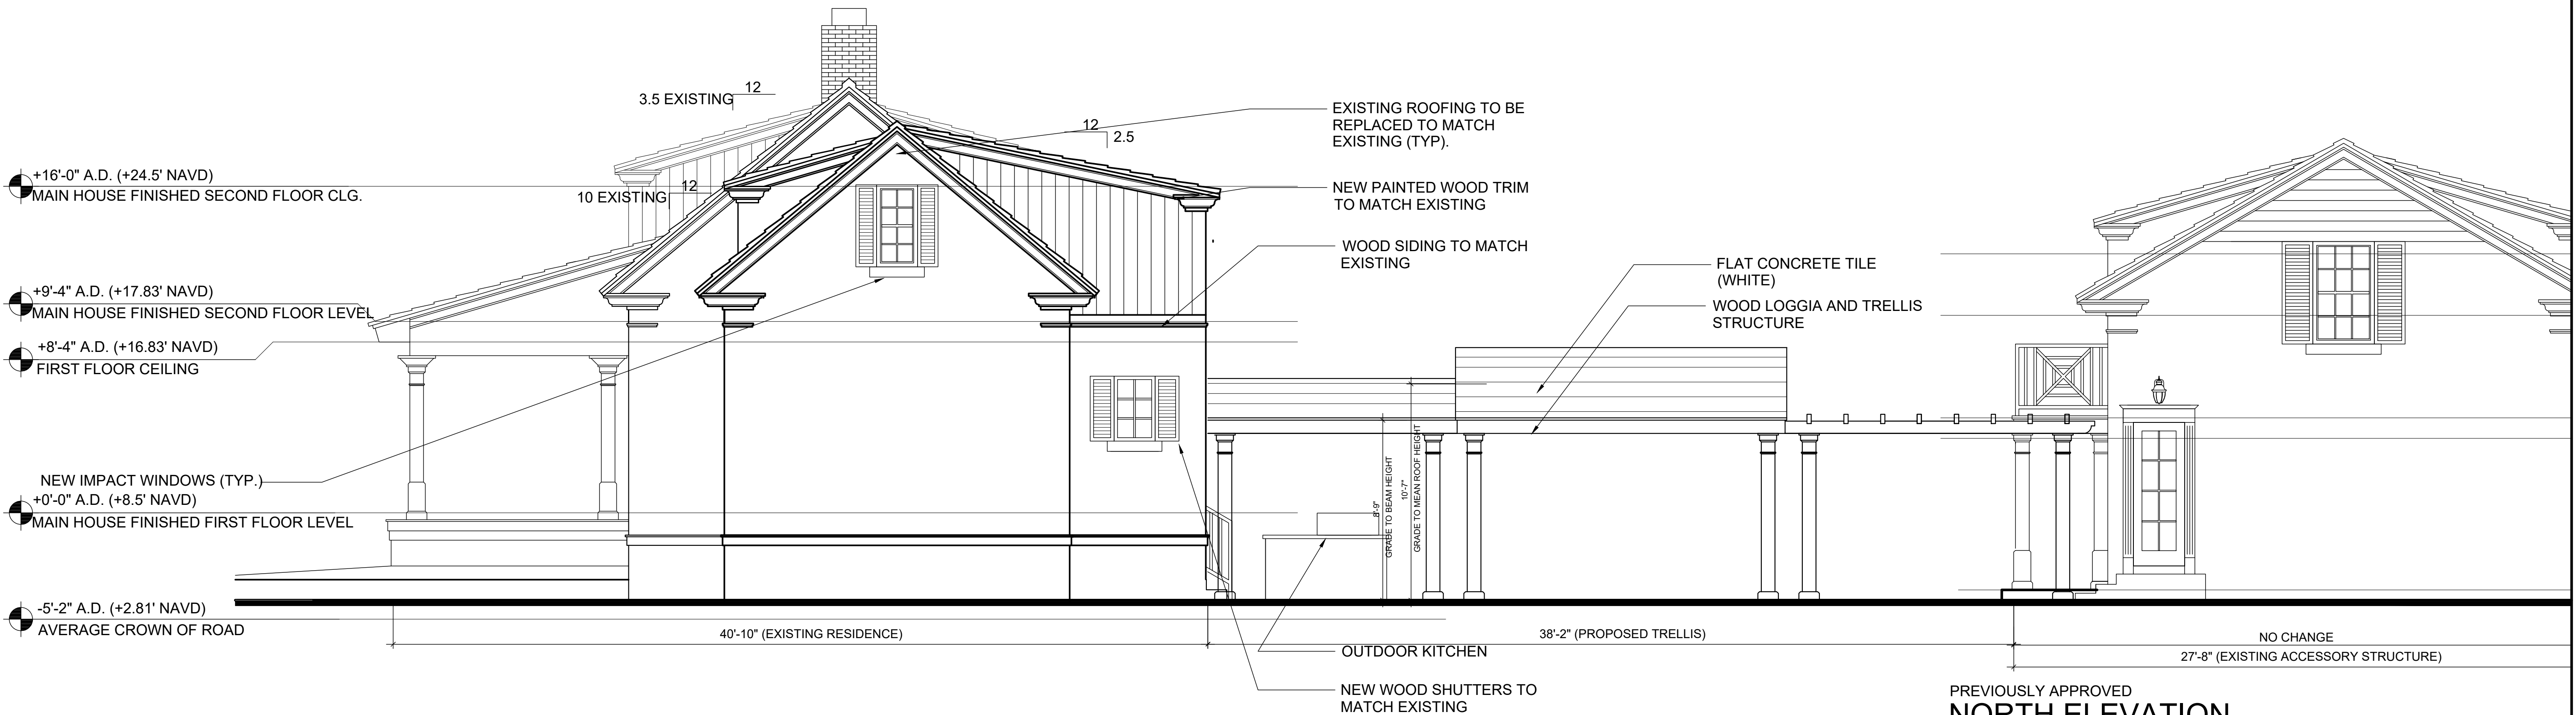 12
3.5 EXISTING
12
2.5
EXISTING ROOFING TO BE
REPLACED TO MATCH
EXISTING (TYP).
+16'-0" A.D. (+24.5' NAVD)
MAIN HOUSE FINISHED SECOND FLOOR CLG.
12
10 EXISTING
NEW PAINTED WOOD TRIM
TO MATCH EXISTING
WOOD SIDING TO MATCH
EXISTING
FLAT CONCRETE TILE
(WHITE)
WOOD LOGGIA AND TRELLIS
STRUCTURE
+9'-4" A.D. (+17.83' NAVD)
MAIN HOUSE FINISHED SECOND FLOOR LEVEL
+8'-4" A.D. (+16.83' NAVD)
FIRST FLOOR CEILING
NEW IMPACT WINDOWS (TYP.)
+0'-0" A.D. (+8.5' NAVD)
MAIN HOUSE FINISHED FIRST FLOOR LEVEL
8'-9"
GRADE TO BEAM HEIGHT
10'-7"
GRADE TO MEAN ROOF HEIGHT
-5'-2" A.D. (+2.81' NAVD)
AVERAGE CROWN OF ROAD
40'-10" (EXISTING RESIDENCE)
38'-2" (PROPOSED TRELLIS)
NO CHANGE
27'-8" (EXISTING ACCESSORY STRUCTURE)
OUTDOOR KITCHEN
NEW WOOD SHUTTERS TO
MATCH EXISTING
PREVIOUSLY APPROVED
NORTH ELEVATION